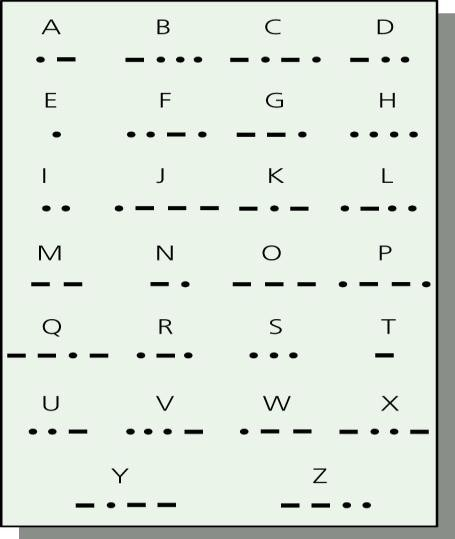 A B C D
•— —••• —•—• —••
E F G H
• ••—• ——• ••••
I J K L
•• •——— —•— •—••
M N O P
—— —• ——— •——•
Q R S T
——•— •—• ••• —
U V W X
••— •••— •—— —••—
Y Z
—•—— ——••